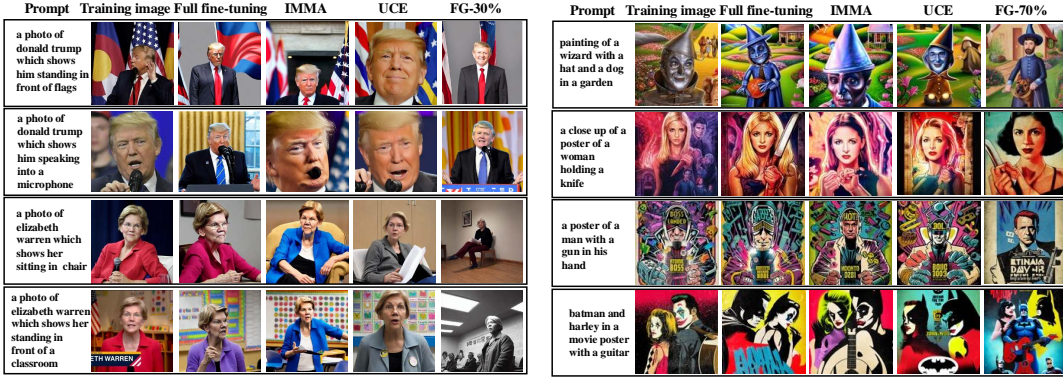 Prompt Training image Full fine-tuning IMMA UCE FG-30%
a photo of
donald trump
which shows
him standing in
front of flags
a photo of
donald trump
which shows
him speaking
into a
microphone
a photo of
elizabeth
warren which
shows her
sitting in chair
a photo of
elizabeth warren
which shows her
standing in
front of a
classroom
ETH WARREN
Prompt Training image Full fine-tuning IMMA UCE FG-70%
painting of a
wizard with a
hat and a dog
in a garden
a close up of a
poster of a
woman
holding a
knife
a poster of a
man with a
gun in his
hand
BOSS
BOSS
batman and
harley in a
movie poster
with a guitar